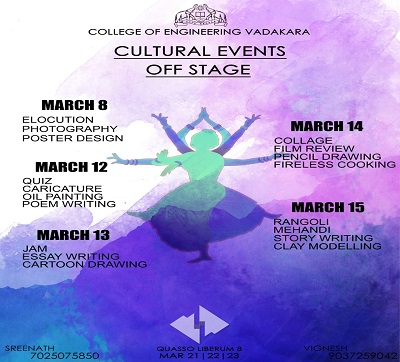 COLLEGE OF ENGINEERING VADAKARA
CULTURAL EVENTS
OFF STAGE
MARCH 8
ELOCUTION
PHOTOGRAPHY
POSTER DESIGN
MARCH 12
QUIZ
CARICATURE
OIL PAINTING
POEM WRITING
MARCH 13
JAM
ESSAY WRITING
CARTOON DRAWING
MARCH 14
COLLAGE
FILM REVIEW
PENCIL DRAWING
FIRELESS COOKING
MARCH 15
RANGOLI
MEHANDI
STORY WRITING
CLAY MODELLING
SREENATH
7025075850
QUASSO LIBERUM 8
MAR 21 | 22 | 23
VIGNESH
9037259042